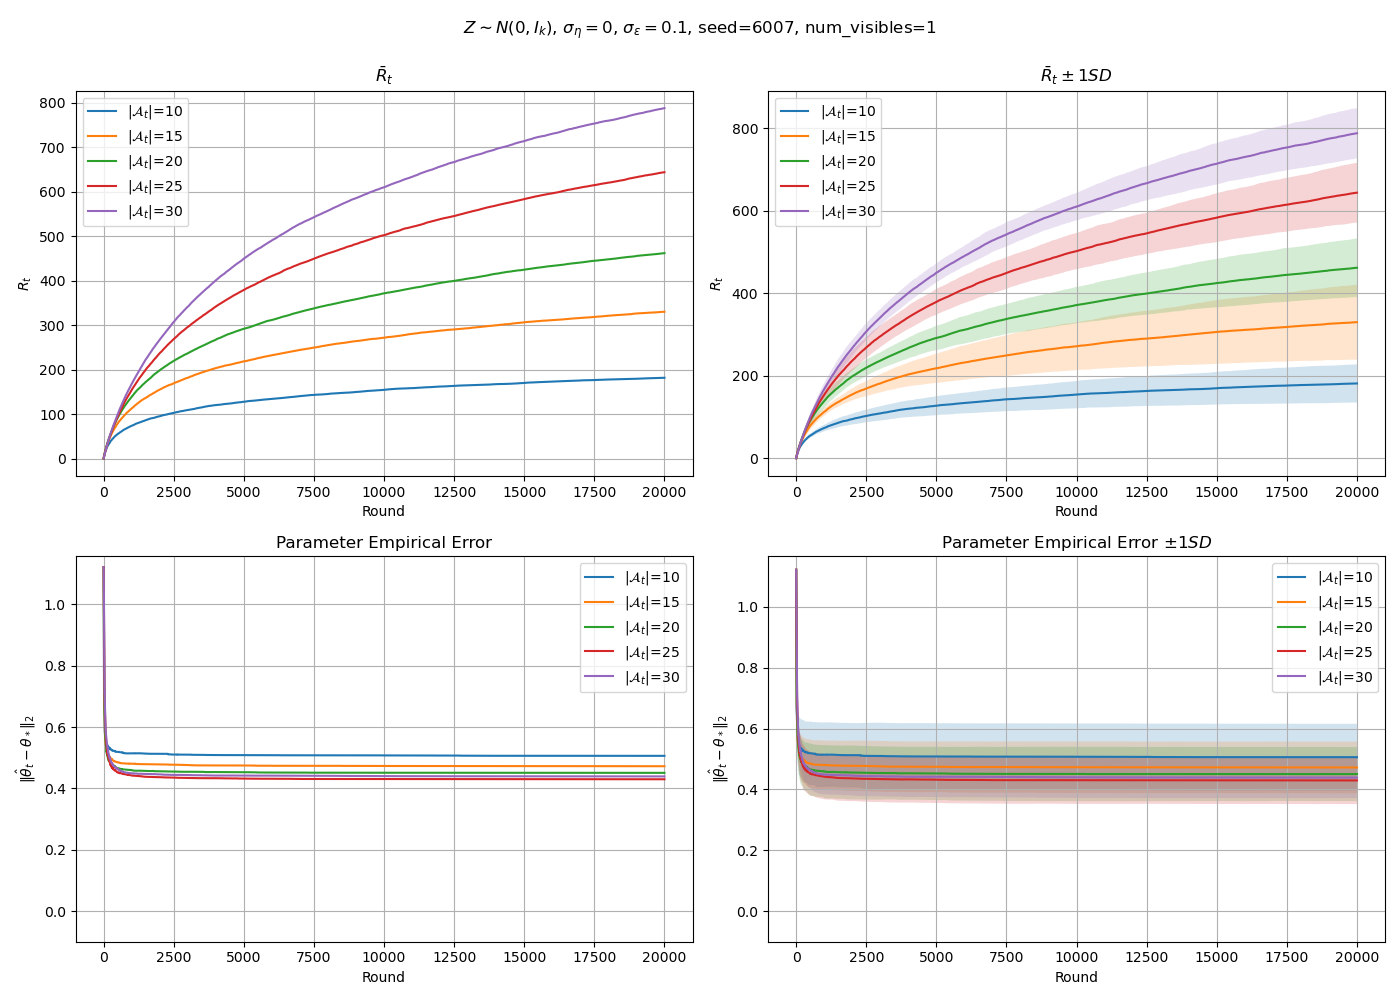 Z ∼ N(0, I_k), σ_η = 0, σ_ε = 0.1, seed=6007, num_visibles=1
R̄_t
R_t
800
700
600
500
400
300
200
100
0
|𝒜_t|=10
|𝒜_t|=15
|𝒜_t|=20
|𝒜_t|=25
|𝒜_t|=30
0 2500 5000 7500 10000 12500 15000 17500 20000
Round
R̄_t ± 1SD
R_t
800
600
400
200
0
|𝒜_t|=10
|𝒜_t|=15
|𝒜_t|=20
|𝒜_t|=25
|𝒜_t|=30
0 2500 5000 7500 10000 12500 15000 17500 20000
Round
Parameter Empirical Error
‖θ̂_t − θ_*‖_2
1.0
0.8
0.6
0.4
0.2
0.0
|𝒜_t|=10
|𝒜_t|=15
|𝒜_t|=20
|𝒜_t|=25
|𝒜_t|=30
0 2500 5000 7500 10000 12500 15000 17500 20000
Round
Parameter Empirical Error ±1SD
‖θ̂_t − θ_*‖_2
1.0
0.8
0.6
0.4
0.2
0.0
|𝒜_t|=10
|𝒜_t|=15
|𝒜_t|=20
|𝒜_t|=25
|𝒜_t|=30
0 2500 5000 7500 10000 12500 15000 17500 20000
Round